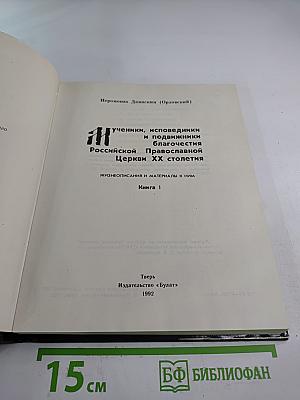 Иеромонах Дамаскин (Орловский)
Мученики, исповедники
и подвижники
благочестия
Российской Православной
Церкви XX столетия
ЖИЗНЕОПИСАНИЯ И МАТЕРИАЛЫ К НИМ
Книга 1
Тверь
Издательство «Булат»
1992
15 см
БФ БИБЛИОФАН